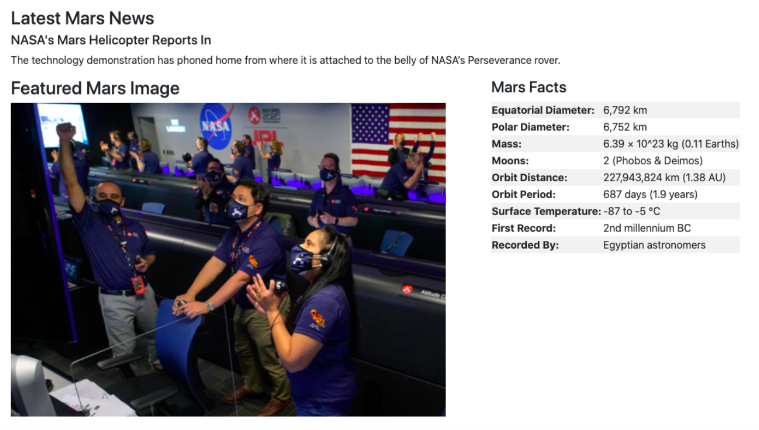 Latest Mars News
NASA's Mars Helicopter Reports In
The technology demonstration has phoned home from where it is attached to the belly of NASA's Perseverance rover.
Featured Mars Image
NASA
MARS
2020
JPL
Mars Facts
Equatorial Diameter: 6,792 km
Polar Diameter: 6,752 km
Mass: 6.39 × 10^23 kg (0.11 Earths)
Moons: 2 (Phobos & Deimos)
Orbit Distance: 227,943,824 km (1.38 AU)
Orbit Period: 687 days (1.9 years)
Surface Temperature: -87 to -5 °C
First Record: 2nd millennium BC
Recorded By: Egyptian astronomers